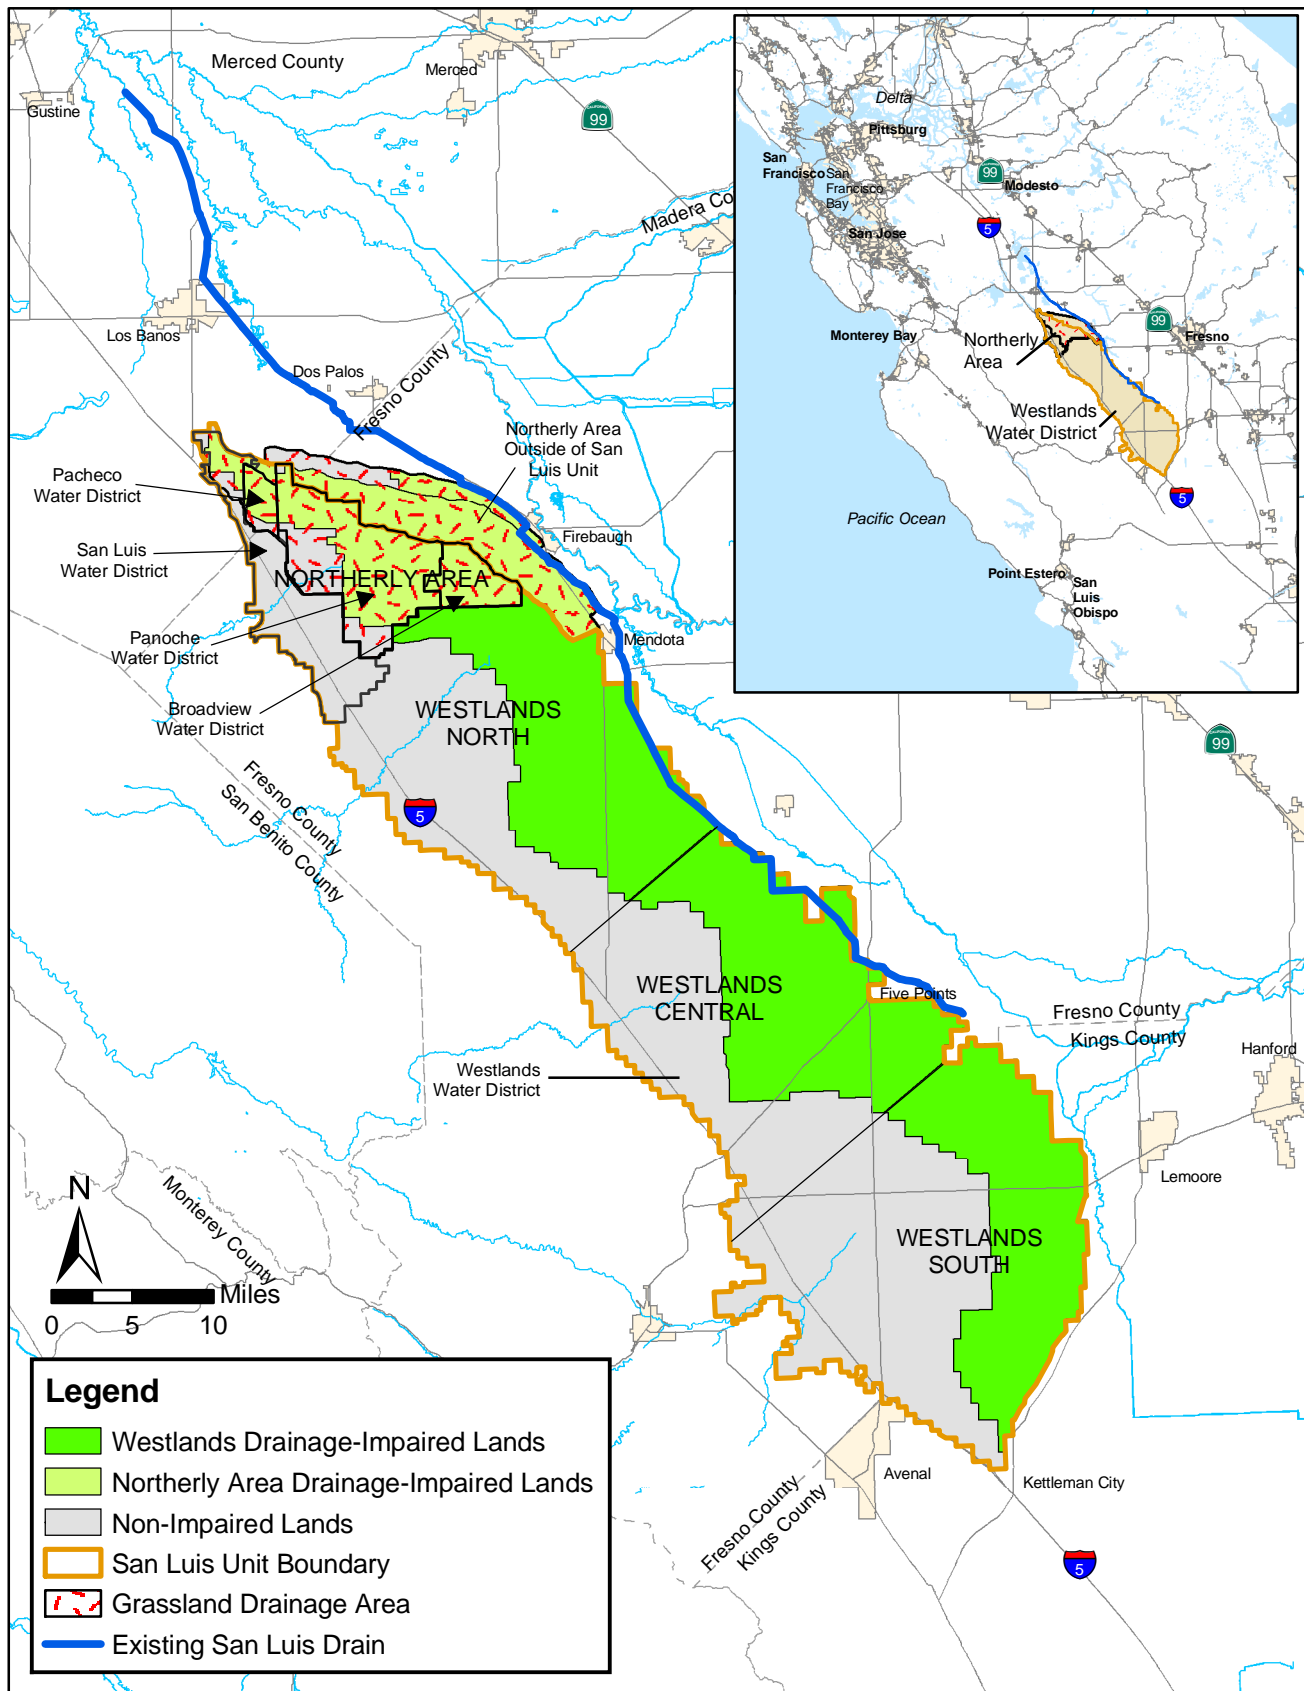 Merced County
Merced
Gustine
CALIFORNIA
99
Madera Co
Los Banos
Dos Palos
Fresno County
Northerly Area
Outside of San
Luis Unit
Pacheco
Water District
San Luis
Water District
Firebaugh
NORTHERLY AREA
Panoche
Water District
Mendota
Broadview
Water District
WESTLANDS
NORTH
Fresno County
San Benito County
5
CALIFORNIA
99
WESTLANDS
CENTRAL
Five Points
Fresno County
Kings County
Hanford
Westlands
Water District
Lemoore
N
Monterey County
Miles
0 5 10
WESTLANDS
SOUTH
Avenal
Kettleman City
Fresno County
Kings County
5
Delta
Pittsburg
San
Francisco
San
Francisco
Bay
99
Modesto
San Jose
5
Monterey Bay
99
Fresno
Northerly
Area
Westlands
Water District
5
Pacific Ocean
Point Estero
San
Luis
Obispo
Legend
Westlands Drainage-Impaired Lands
Northerly Area Drainage-Impaired Lands
Non-Impaired Lands
San Luis Unit Boundary
Grassland Drainage Area
Existing San Luis Drain